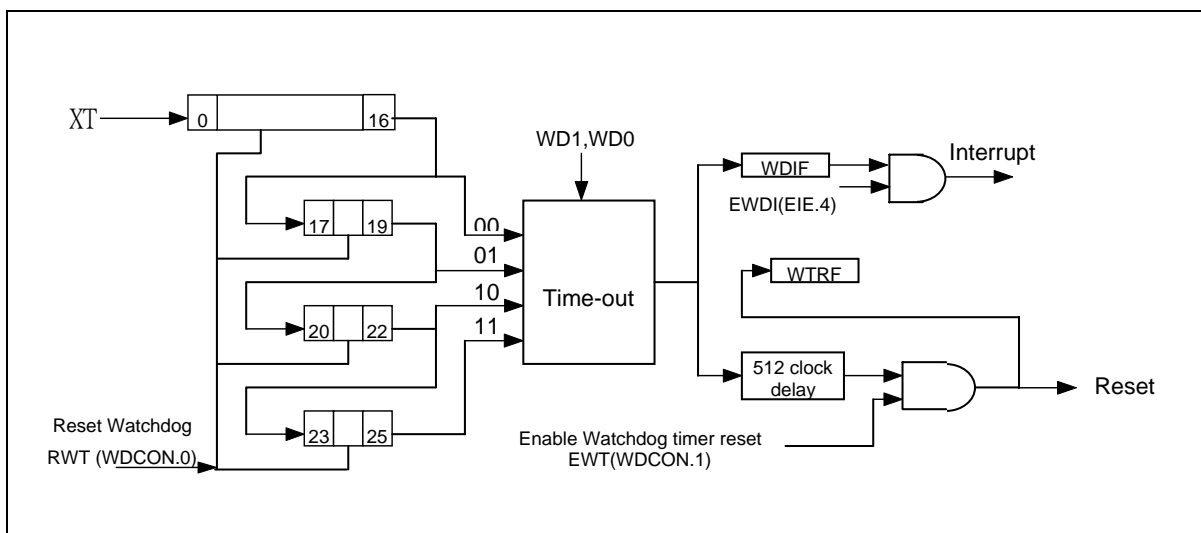 XT
0
16
WD1,WD0
17
19
00
01
20
22
10
11
23
25
Time-out
WDIF
EWDI(EIE.4)
Interrupt
WTRF
512 clock
delay
Reset
Reset Watchdog
RWT (WDCON.0)
Enable Watchdog timer reset
EWT(WDCON.1)